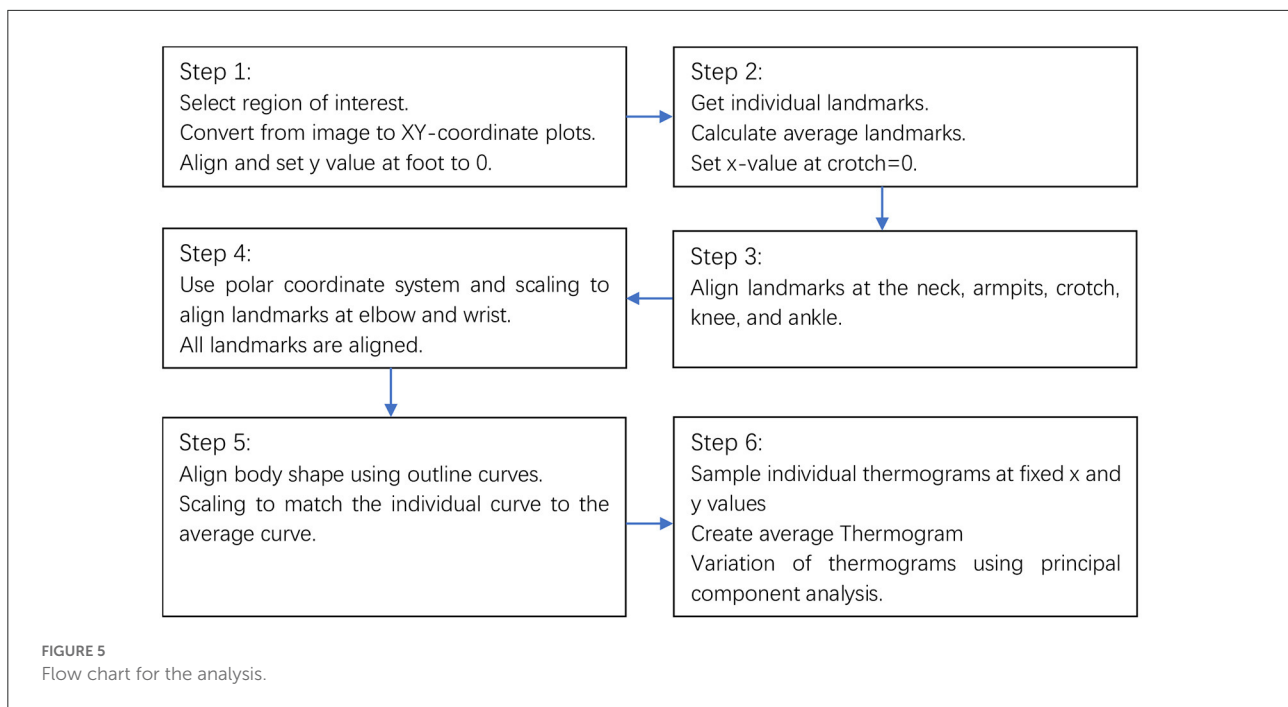 Step 1:
Select region of interest.
Convert from image to XY-coordinate plots.
Align and set y value at foot to 0.
Step 2:
Get individual landmarks.
Calculate average landmarks.
Set x-value at crotch=0.
Step 3:
Align landmarks at the neck, armpits, crotch,
knee, and ankle.
Step 4:
Use polar coordinate system and scaling to
align landmarks at elbow and wrist.
All landmarks are aligned.
Step 5:
Align body shape using outline curves.
Scaling to match the individual curve to the
average curve.
Step 6:
Sample individual thermograms at fixed x and
y values
Create average Thermogram
Variation of thermograms using principal
component analysis.
FIGURE 5
Flow chart for the analysis.